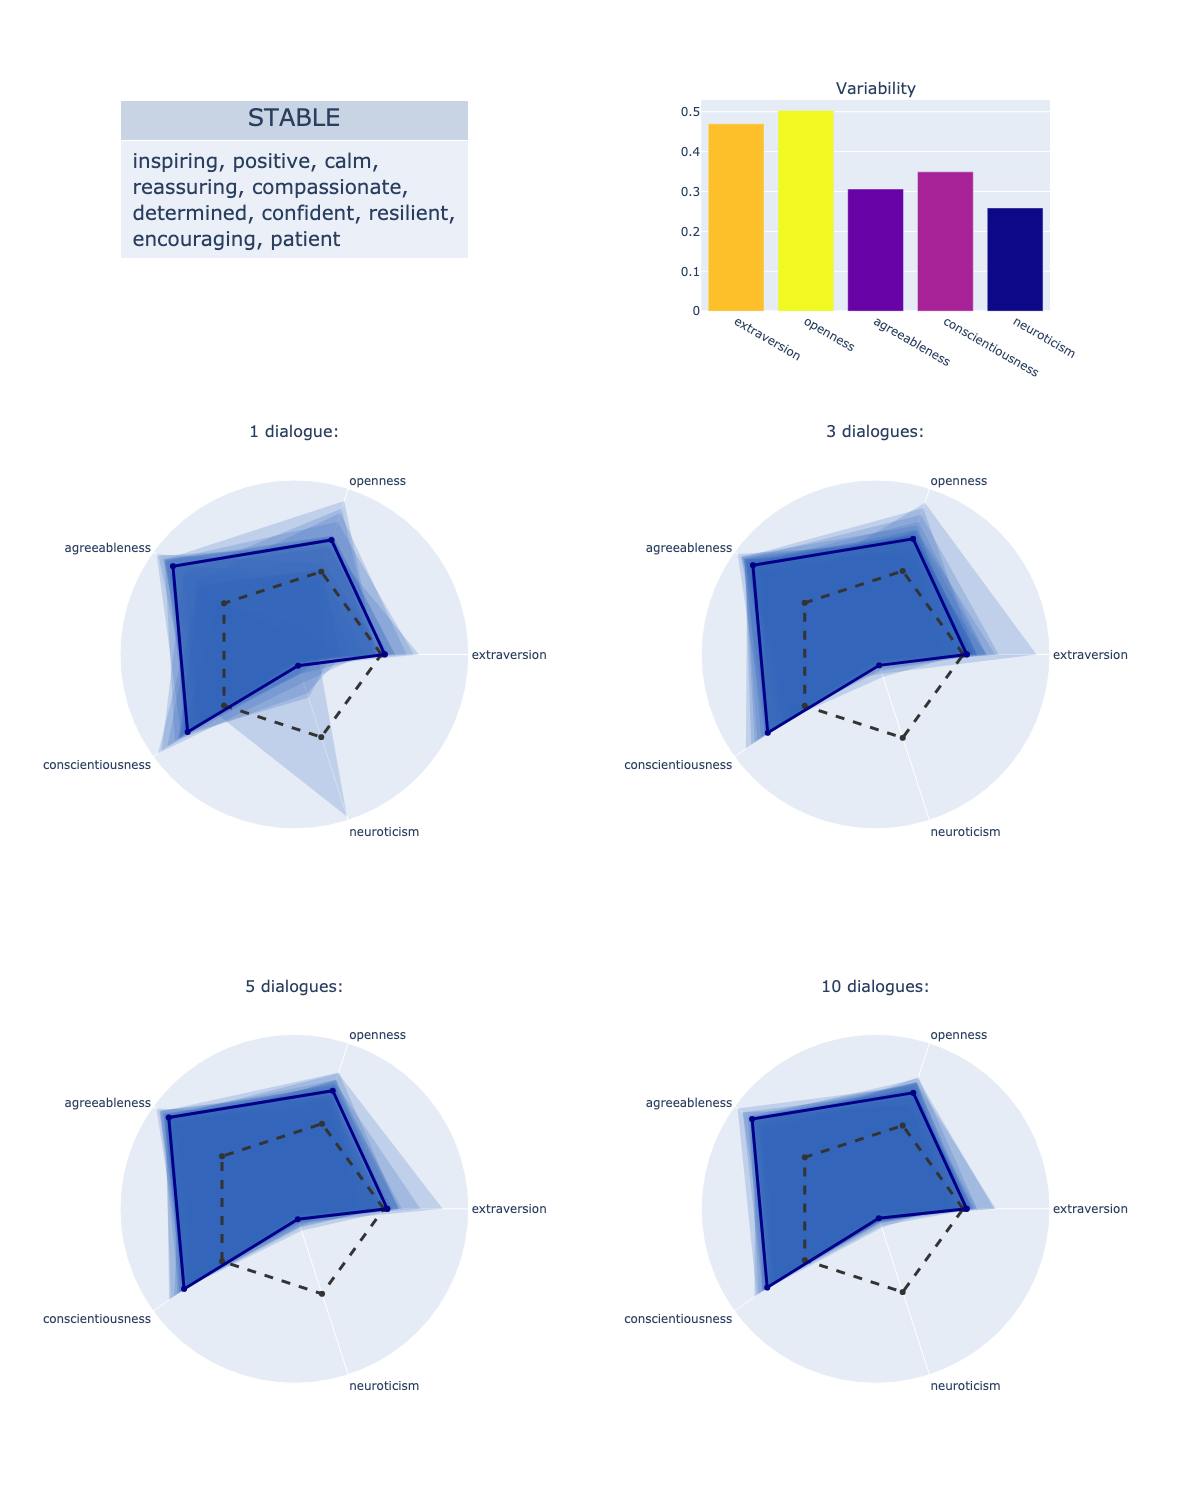 STABLE
inspiring, positive, calm,
reassuring, compassionate,
determined, confident, resilient,
encouraging, patient
Variability
0.5
0.4
0.3
0.2
0.1
0
extraversion
openness
agreeableness
conscientiousness
neuroticism
1 dialogue:
openness
agreeableness
extraversion
conscientiousness
neuroticism
3 dialogues:
openness
agreeableness
extraversion
conscientiousness
neuroticism
5 dialogues:
openness
agreeableness
extraversion
conscientiousness
neuroticism
10 dialogues:
openness
agreeableness
extraversion
conscientiousness
neuroticism